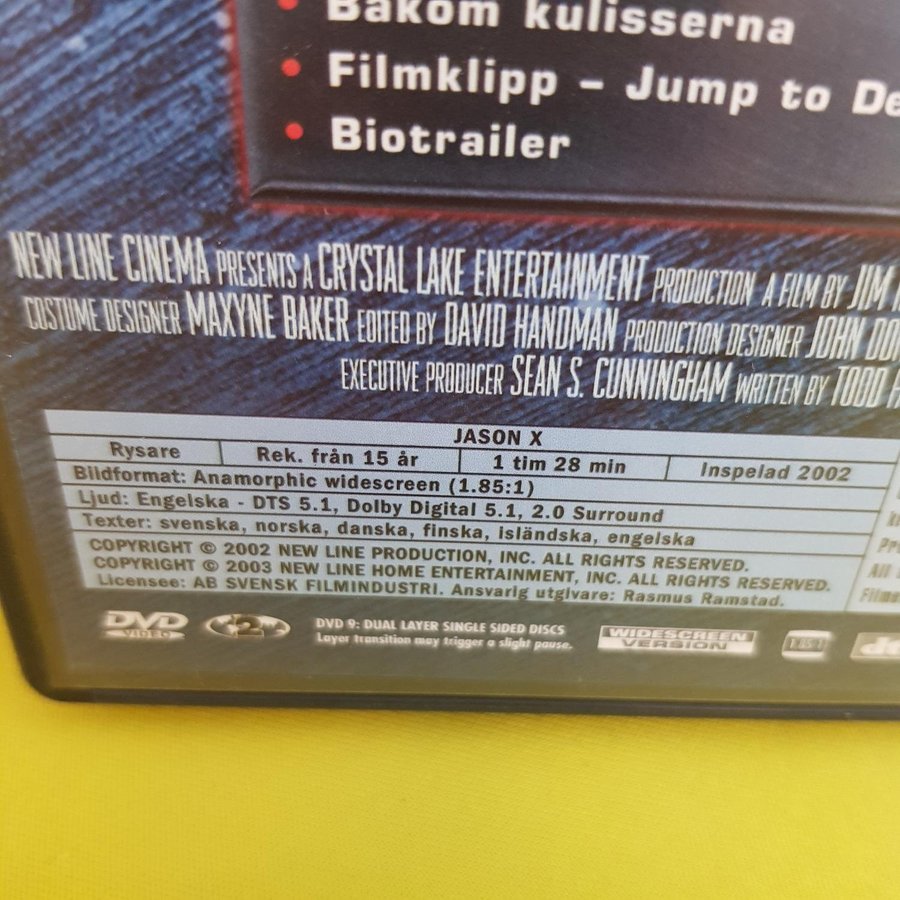 • Bakom kulisserna
• Filmklipp – Jump to De
• Biotrailer
NEW LINE CINEMA PRESENTS A CRYSTAL LAKE ENTERTAINMENT PRODUCTION A FILM BY JIM
COSTUME DESIGNER MAXYNE BAKER EDITED BY DAVID HANDMAN PRODUCTION DESIGNER JOHN DO
EXECUTIVE PRODUCER SEAN S. CUNNINGHAM WRITTEN BY TODD
JASON X
Rysare Rek. från 15 år 1 tim 28 min Inspelad 2002
Bildformat: Anamorphic widescreen (1.85:1)
Ljud: Engelska - DTS 5.1, Dolby Digital 5.1, 2.0 Surround
Texter: svenska, norska, danska, finska, isländska, engelska
COPYRIGHT © 2002 NEW LINE PRODUCTION, INC. ALL RIGHTS RESERVED.
COPYRIGHT © 2003 NEW LINE HOME ENTERTAINMENT, INC. ALL RIGHTS RESERVED.
Licensee: AB SVENSK FILMINDUSTRI. Ansvarig utgivare: Rasmus Ramstad.
All
Films
DVD VIDEO
2
DVD 9: DUAL LAYER SINGLE SIDED DISCS
Layer transition may trigger a slight pause.
WIDESCREEN VERSION
1.85:1